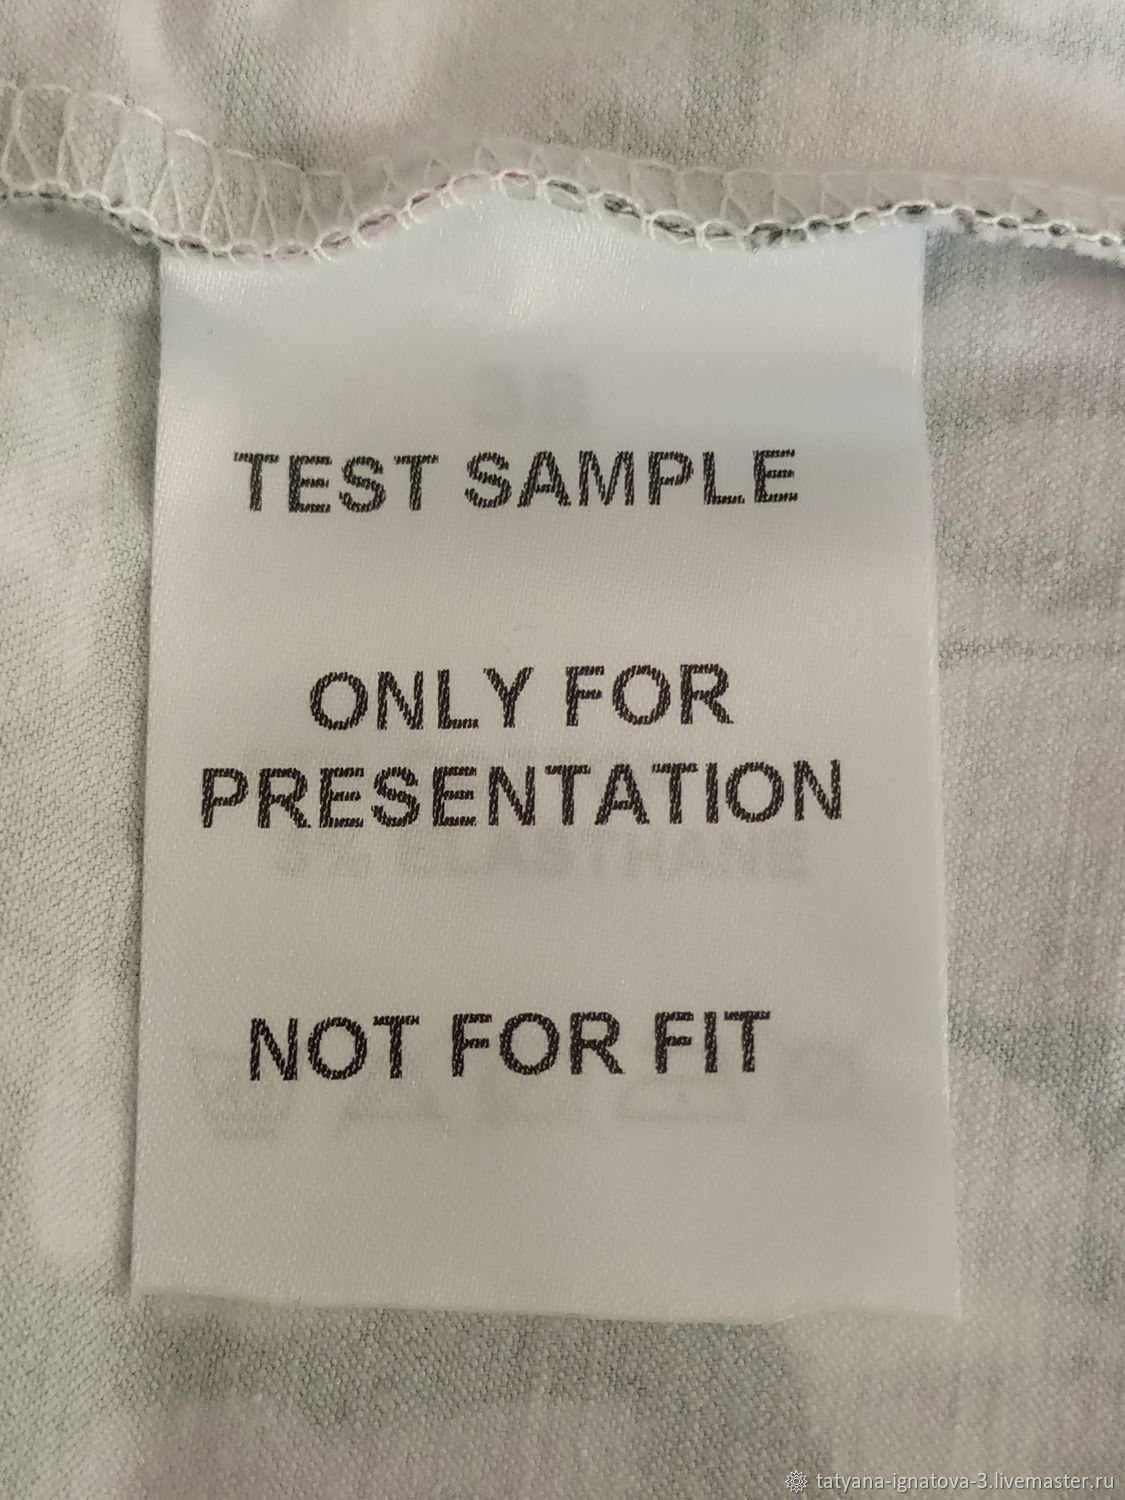 TEST SAMPLE
ONLY FOR
PRESENTATION
NOT FOR FIT
tatyana-ignatova-3.livemaster.ru